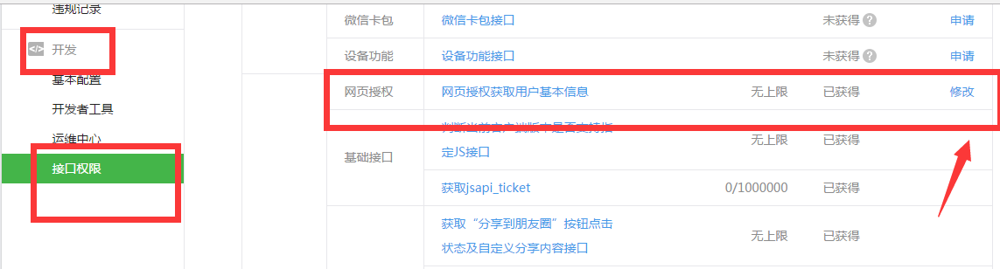 违规记录
</> 开发
基本配置
开发者工具
运维中心
接口权限
微信卡包 微信卡包接口 未获得 ? 申请
设备功能 设备功能接口 未获得 ? 申请
网页授权 网页授权获取用户基本信息 无上限 已获得 修改
基础接口
判断当前客户端版本是否支持指
定JS接口
无上限 已获得
获取jsapi_ticket 0/1000000 已获得
获取“分享到朋友圈”按钮点击
状态及自定义分享内容接口
无上限 已获得